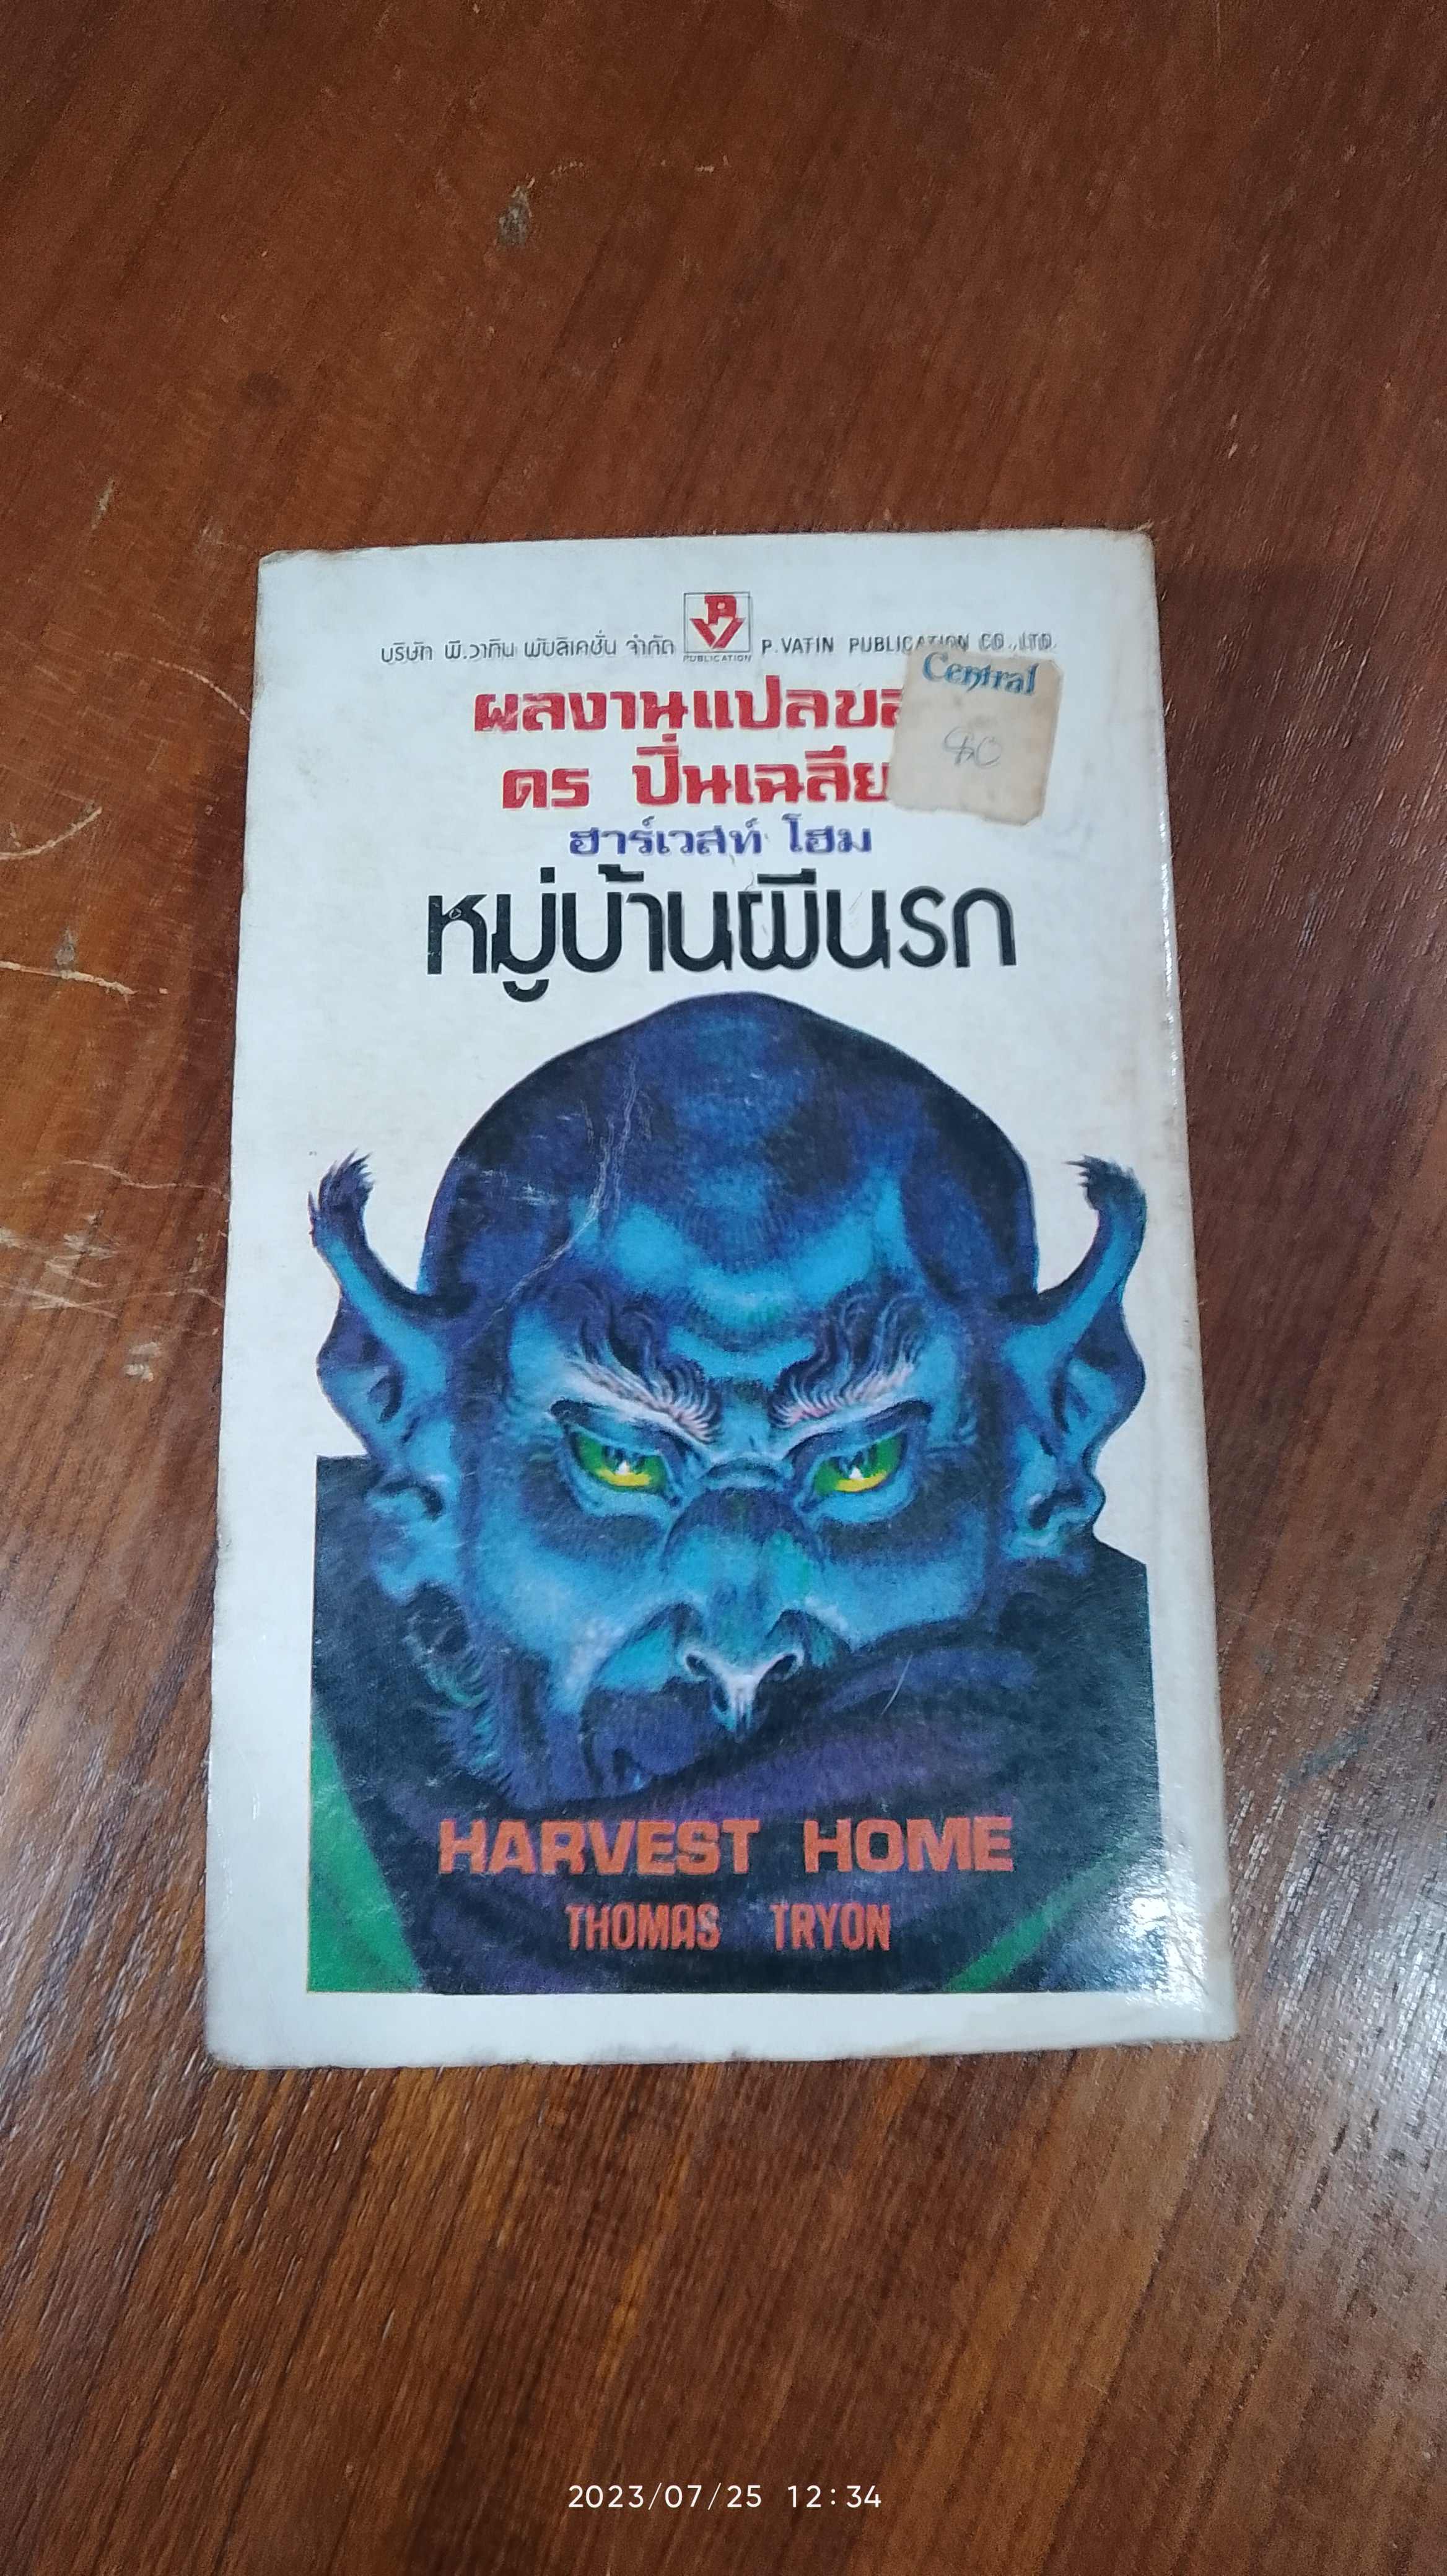 บริษัท พี.วาทิน พับลิเคชั่น จำกัด PV PUBLICATION P.VATIN PUBLICATION CO.,LTD.
Central
ผลงานแปลขอ
ดร ปิ่นเฉลีย
ฮาร์เวสท์ โฮม
หมู่บ้านผีนรก
HARVEST HOME
THOMAS TRYON
2023/07/25 12:34